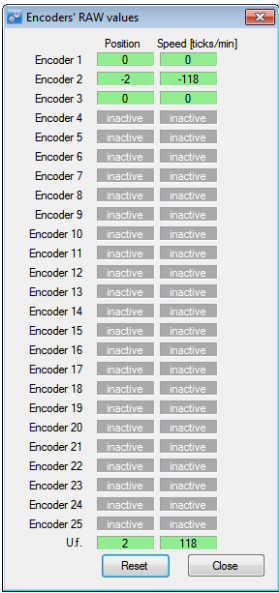 Encoders' RAW values
Position Speed [ticks/min]
Encoder 1 0 0
Encoder 2 -2 -118
Encoder 3 0 0
Encoder 4 inactive inactive
Encoder 5 inactive inactive
Encoder 6 inactive inactive
Encoder 7 inactive inactive
Encoder 8 inactive inactive
Encoder 9 inactive inactive
Encoder 10 inactive inactive
Encoder 11 inactive inactive
Encoder 12 inactive inactive
Encoder 13 inactive inactive
Encoder 14 inactive inactive
Encoder 15 inactive inactive
Encoder 16 inactive inactive
Encoder 17 inactive inactive
Encoder 18 inactive inactive
Encoder 19 inactive inactive
Encoder 20 inactive inactive
Encoder 21 inactive inactive
Encoder 22 inactive inactive
Encoder 23 inactive inactive
Encoder 24 inactive inactive
Encoder 25 inactive inactive
U.f. 2 118
Reset Close